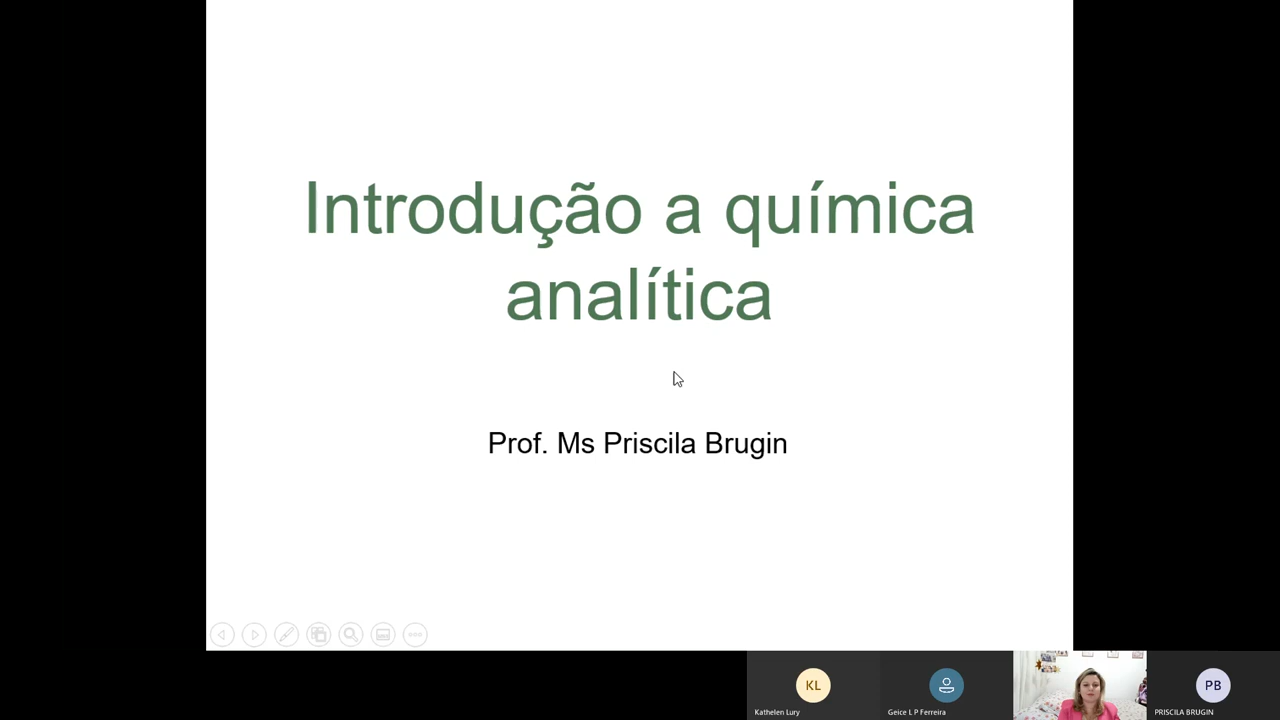 Introdução a química
analítica
Prof. Ms Priscila Brugin
KL
PB
Kathelen Lury
Geice L P Ferreira
PRISCILA BRUGIN